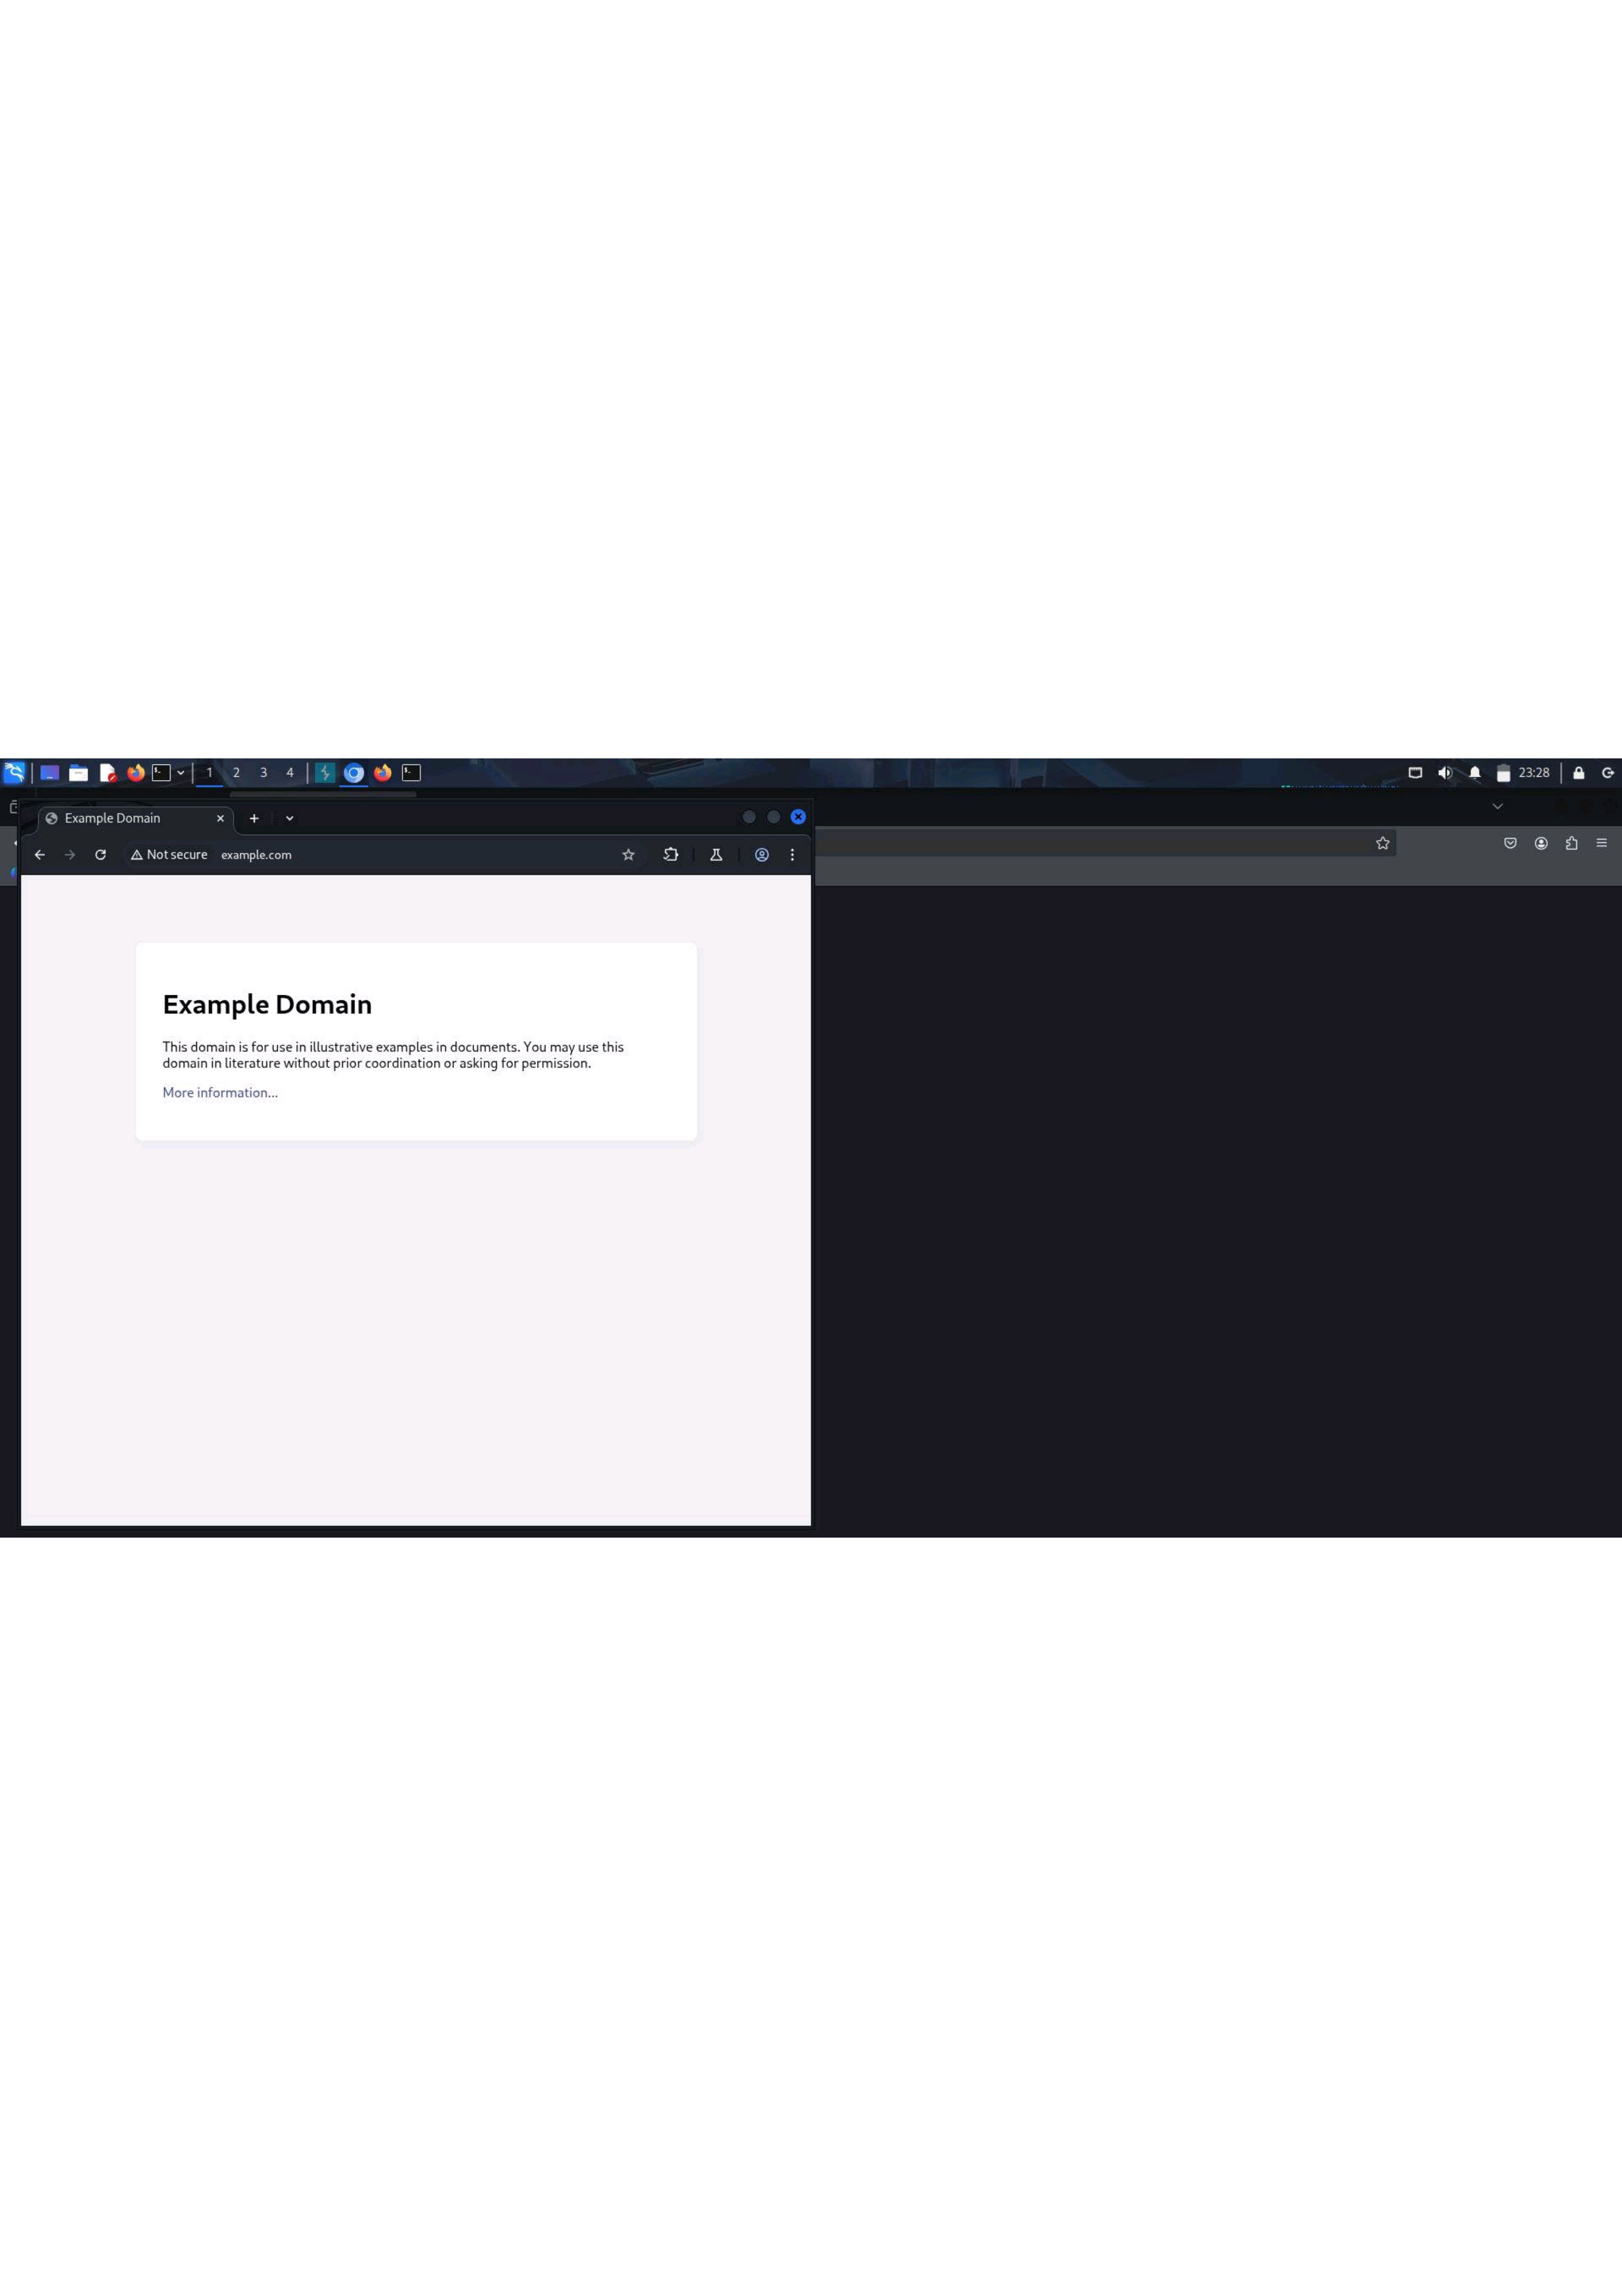 1 2 3 4
23:28
Example Domain
Not secure example.com
Example Domain
This domain is for use in illustrative examples in documents. You may use this
domain in literature without prior coordination or asking for permission.
More information...